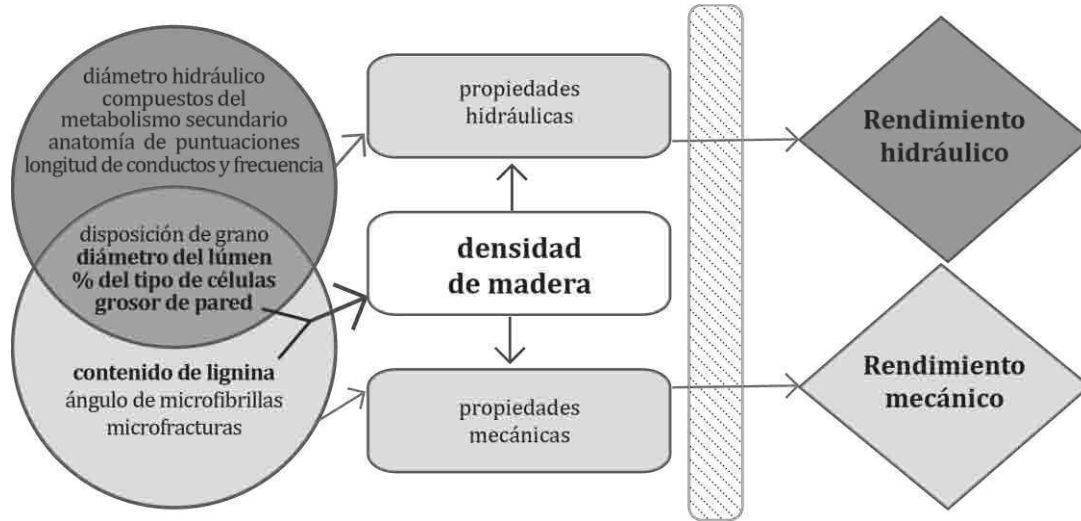 diámetro hidráulico
compuestos del
metabolismo secundario
anatomía de puntuaciones
longitud de conductos y frecuencia
disposición de grano
diámetro del lúmen
% del tipo de células
grosor de pared
contenido de lignina
ángulo de microfibrillas
microfracturas
propiedades
hidráulicas
densidad
de madera
propiedades
mecánicas
Rendimiento
hidráulico
Rendimiento
mecánico